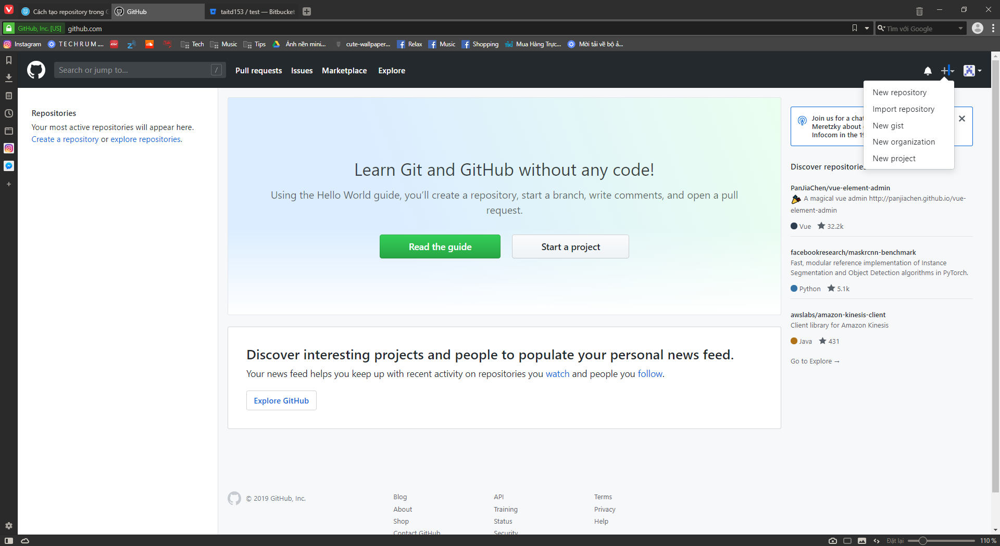 Cách tạo repository trong
GitHub
taitd153 / test — Bitbucket
GitHub, Inc. [US]
github.com
Tìm với Google
Instagram
T E C H R U M ....
Tech
Music
Tips
Ảnh nền mini...
cute-wallpaper...
Relax
Music
Shopping
Mua Hàng Trực...
Mời tải về bộ ả...
Search or jump to...
/
Pull requests
Issues
Marketplace
Explore
New repository
Import repository
New gist
New organization
New project
Repositories
Your most active repositories will appear here.
Create a repository or explore repositories.
Learn Git and GitHub without any code!
Using the Hello World guide, you’ll create a repository, start a branch, write comments, and open a pull
request.
Read the guide
Start a project
Discover interesting projects and people to populate your personal news feed.
Your news feed helps you keep up with recent activity on repositories you watch and people you follow.
Explore GitHub
Join us for a chat
Meretzky about
Infocom in the 19
Discover repositories
PanJiaChen/vue-element-admin
A magical vue admin http://panjiachen.github.io/vue-
element-admin
Vue 32.2k
facebookresearch/maskrcnn-benchmark
Fast, modular reference implementation of Instance
Segmentation and Object Detection algorithms in PyTorch.
Python 5.1k
awslabs/amazon-kinesis-client
Client library for Amazon Kinesis
Java 431
Go to Explore →
© 2019 GitHub, Inc.
Blog
About
Shop
Contact GitHub
API
Training
Status
Security
Terms
Privacy
Help
Đặt lại
110 %